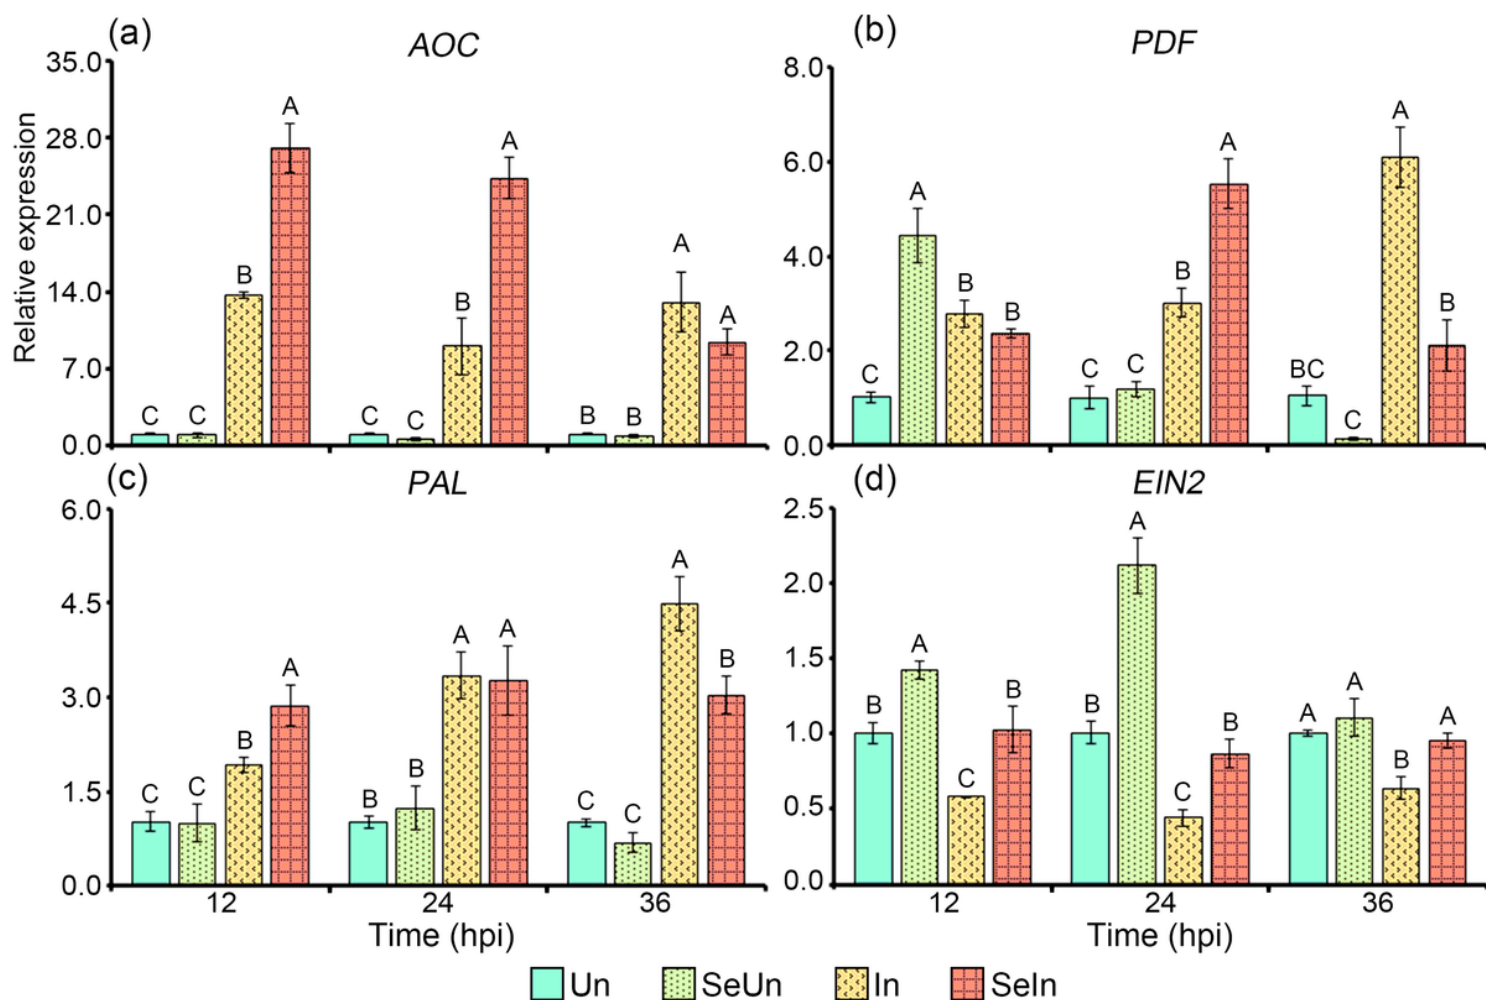 (a) AOC
Relative expression
35.0
28.0
21.0
14.0
7.0
0.0
C C B A
C C B A
B B A A
(b) PDF
8.0
6.0
4.0
2.0
0.0
C A B B
C C B A
BC C A B
(c) PAL
6.0
4.5
3.0
1.5
0.0
C C B A
B B A A
C C A B
12 24 36
Time (hpi)
(d) EIN2
2.5
2.0
1.5
1.0
0.5
0.0
B A C B
B A C B
A A B A
12 24 36
Time (hpi)
Un SeUn In SeIn